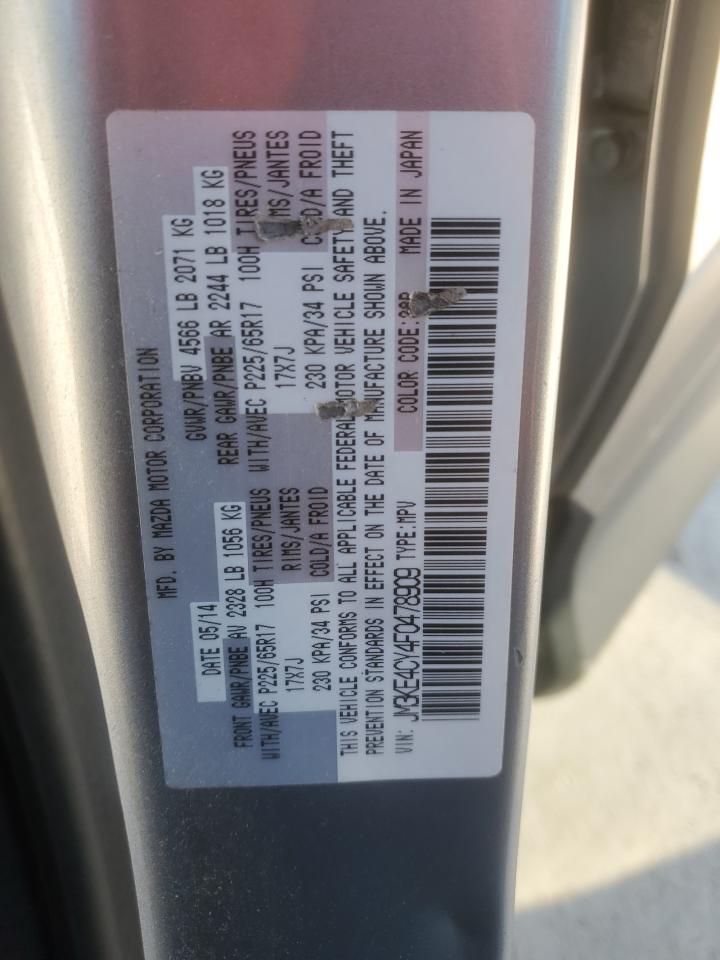 MFD. BY MAZDA MOTOR CORPORATION
DATE 05/14 GVWR/PNBV 4566 LB 2071 KG
FRONT GAWR/PNBE AV 2328 LB 1056 KG REAR GAWR/PNBE AR 2244 LB 1018 KG
WITH/AVEC P225/65R17 100H TIRES/PNEUS WITH/AVEC P225/65R17 100H TIRES/PNEUS
17X7J RIMS/JANTES 17X7J MS/JANTES
230 KPA/34 PSI COLD/A FROID 230 KPA/34 PSI COLD/A FROID
THIS VEHICLE CONFORMS TO ALL APPLICABLE FEDERAL MOTOR VEHICLE SAFETY AND THEFT
PREVENTION STANDARDS IN EFFECT ON THE DATE OF MANUFACTURE SHOWN ABOVE.
VIN: JM3KE4CY4F0478909 TYPE:MPV COLOR CODE: MADE IN JAPAN